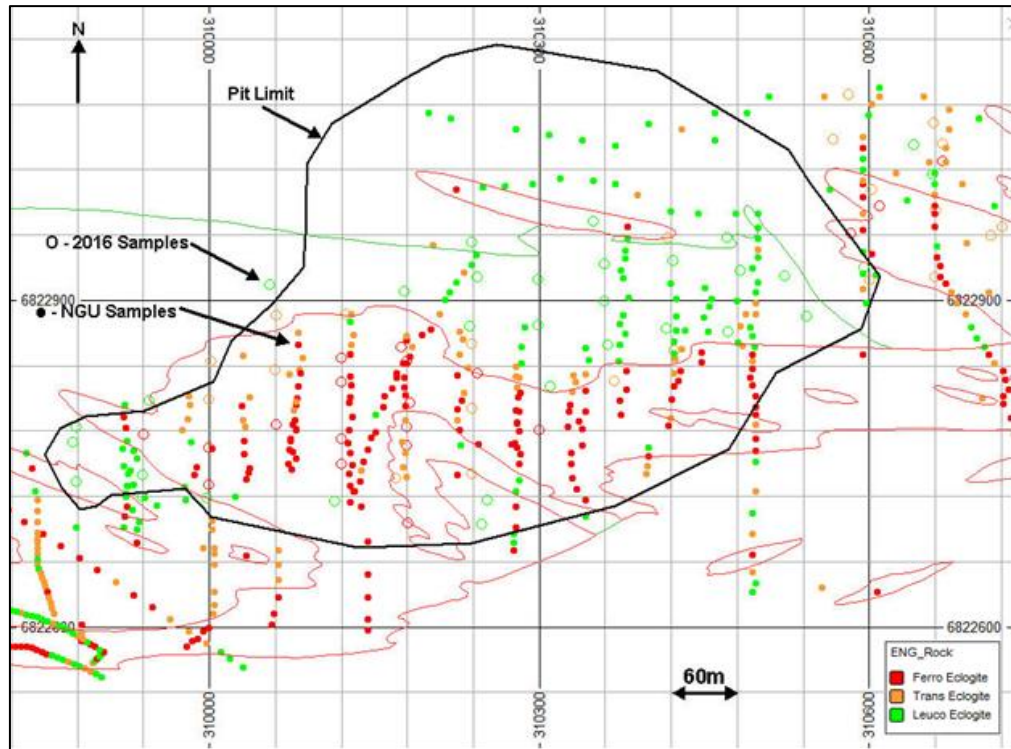 N
310000
310300
310600
Pit Limit
O - 2016 Samples
6822900
6822900
● - NGU Samples
6822600
6822600
60m
310000
310300
310600
ENG_Rock
Ferro Eclogite
Trans Eclogite
Leuco Eclogite